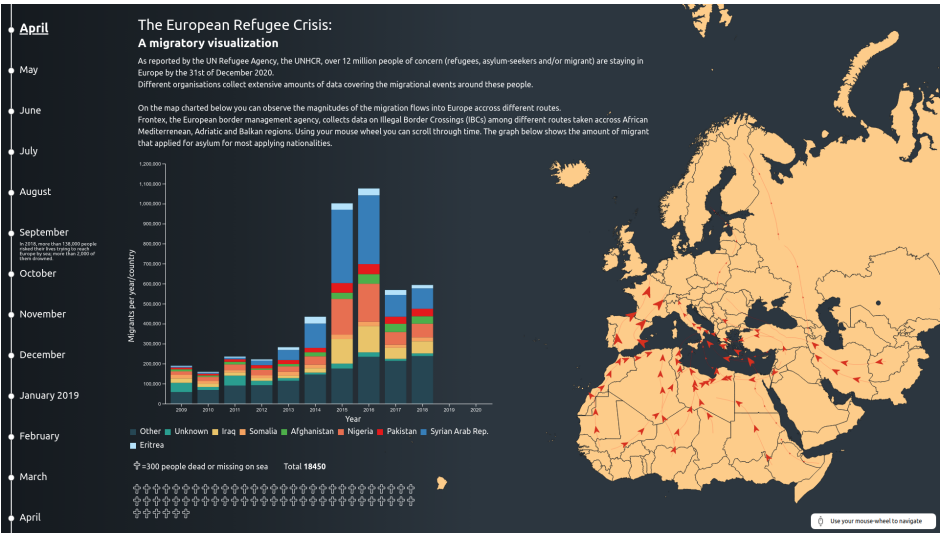 April
May
June
July
August
September
In 2018, more than 138,000 people
risked their lives trying to reach
Europe by sea; more than 2,000 of
them drowned.
October
November
December
January 2019
February
March
April
The European Refugee Crisis:
A migratory visualization
As reported by the UN Refugee Agency, the UNHCR, over 12 million people of concern (refugees, asylum-seekers and/or migrant) are staying in
Europe by the 31st of December 2020.
Different organisations collect extensive amounts of data covering the migrational events around these people.
On the map charted below you can observe the magnitudes of the migration flows into Europe accross different routes.
Frontex, the European border management agency, collects data on Illegal Border Crossings (IBCs) among different routes taken accross African
Mediterrenean, Adriatic and Balkan regions. Using your mouse wheel you can scroll through time. The graph below shows the amount of migrant
that applied for asylum for most applying nationalities.
Migrants per year/country
1,200,000
1,100,000
1,000,000
900,000
800,000
700,000
600,000
500,000
400,000
300,000
200,000
100,000
0
2009 2010 2011 2012 2013 2014 2015 2016 2017 2018 2019 2020
Year
Other Unknown Iraq Somalia Afghanistan Nigeria Pakistan Syrian Arab Rep.
Eritrea
=300 people dead or missing on sea Total 18450
Use your mouse-wheel to navigate